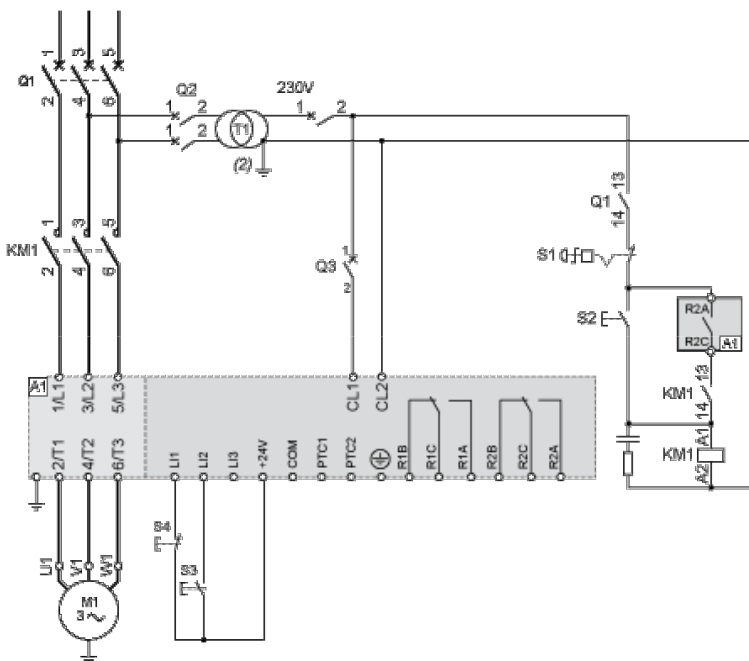 1 3 5
Q1
2 4 6
Q2
1 2
1 2
T1
(2)
230V
1 2
13
Q1
14
1 3 5
KM1
2 4 6
1
Q3
2
S1
S2
R2A
R2C
A1
13
KM1
14
A1
KM1
A2
A1
1/L1 3/L2 5/L3
CL1 CL2
2/T1 4/T2 6/T3
LI1 LI2 LI3 +24V COM PTC1 PTC2 R1B R1C R1A R2B R2C R2A
S4
S3
V1 W1
M1
3